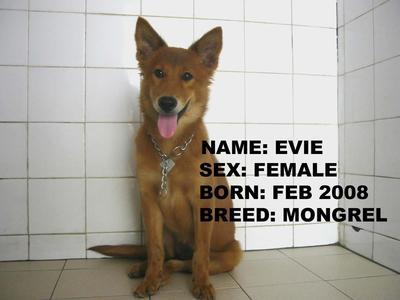 NAME: EVIE
SEX: FEMALE
BORN: FEB 2008
BREED: MONGREL